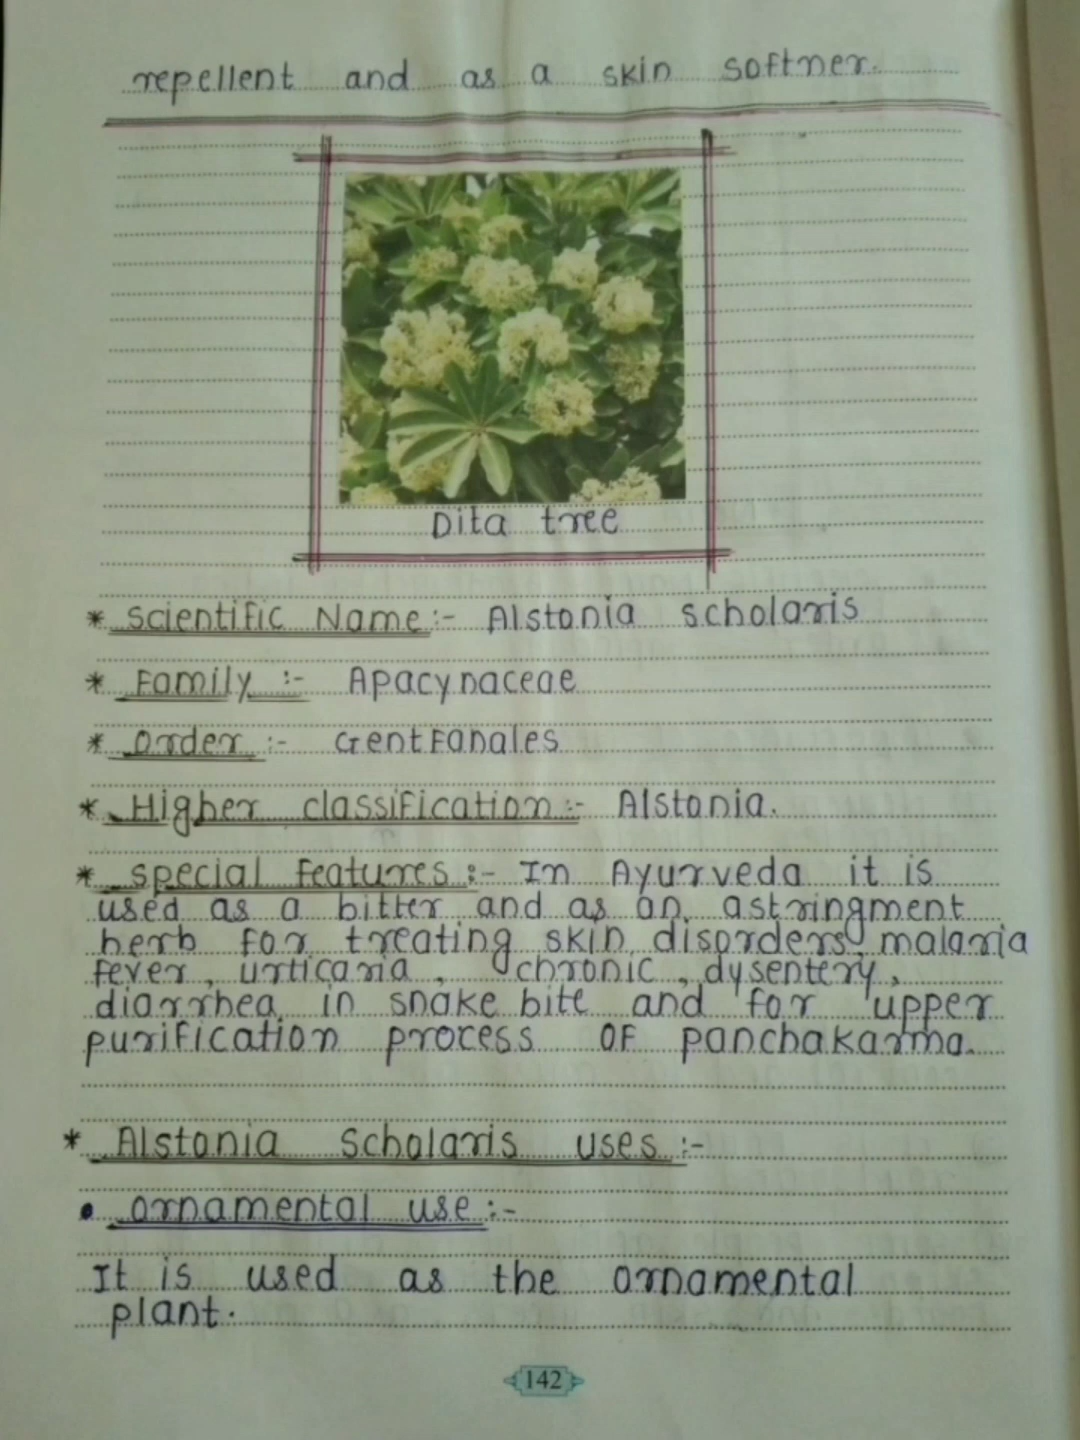 repellent and as a skin softner.
Dita tree
* Scientific Name :- Alstonia scholaris
* Family :- Apacynaceae
* Order :- GentFanales
* Higher classification :- Alstonia.
* special features :- In Ayurveda it is
used as a bitter and as an astringment
herb for treating skin disorders, malaria
fever, urticaria, chronic, dysentery,
diarrhea, in snake bite and for upper
purification process of panchakarma.
* Alstonia Scholaris uses :-
• ornamental use :-
It is used as the ornamental
plant.
142